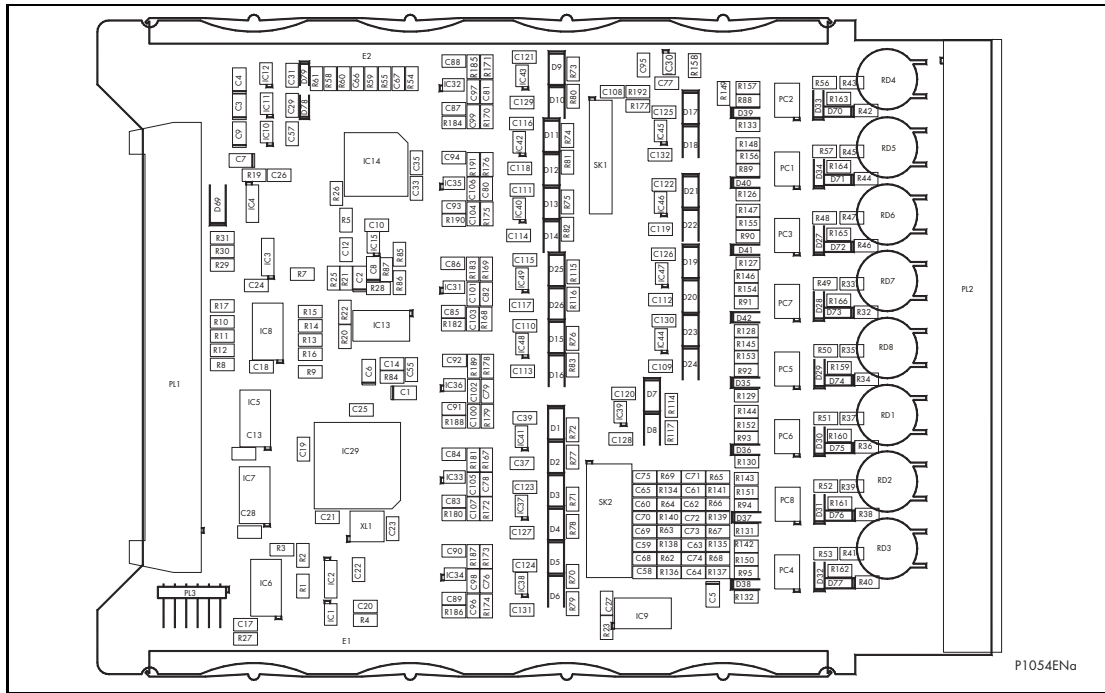 E2
C4
IC12
C31
D79
R61
R58
R60
C66
R59
R55
C67
R54
C3
IC11
C29
D78
C9
IC10
C57
C7
R19
C26
IC4
D69
IC14
C35
C33
R26
R5
C10
C12
IC15
R85
R31
R30
R29
IC3
C24
R7
R25
R21
C2
C8
R87
R28
R86
R17
R10
R11
R12
R8
IC8
C18
R15
R14
R13
R16
R9
R22
R20
IC13
C6
C14
R84
C55
C1
C25
PL1
IC5
C13
C19
IC29
IC7
C28
C21
XL1
C23
R3
R2
R1
IC6
IC2
C22
IC1
C20
R4
PL3
C17
R27
E1
C88
R185
R171
IC32
C97
C81
C87
R184
C99
R170
C94
R191
R176
IC35
C106
C80
C93
R190
C104
R175
C86
R183
R169
IC31
C101
C82
C85
R182
C103
R168
C92
R189
R178
IC36
C102
C79
C91
R188
C100
R179
C84
R181
R167
IC33
C105
C78
C83
R180
C107
R172
C90
R187
R173
IC34
C98
C76
C89
R186
C96
R174
C121
IC43
C129
D9
R73
D10
R80
C116
IC42
C118
D11
R74
D12
R81
C111
IC40
C114
D13
R75
D14
R82
C115
IC49
C117
D25
R115
D26
R116
C110
IC48
C113
D15
R76
D16
R83
C39
IC41
C37
D1
R72
D2
R77
C123
IC37
C127
D3
R71
D4
R78
C124
IC38
C131
D5
R70
D6
R79
C95
C30
R158
C77
C108
R192
R177
SK1
C125
IC45
C132
D17
D18
C122
IC46
C119
D21
D22
C126
IC47
C112
D19
D20
C130
IC44
C109
D23
D24
C120
IC39
C128
D7
D8
R114
R117
SK2
C75 R69 C71 R65
C65 R134 C61 R141
C60 R64 C62 R66
C70 R140 C72 R139
C69 R63 C73 R67
C59 R138 C63 R135
C68 R62 C74 R68
C58 R136 C64 R137
C5
C27
R23
IC9
R149
R157
R88
D39
R133
R148
R156
R89
D40
R126
R147
R155
R90
D41
R127
R146
R154
R91
D42
R128
R145
R153
R92
D35
R129
R144
R152
R93
D36
R130
R143
R151
R94
D37
R131
R142
R150
R95
D38
R132
PC2
R56 R43
R163
D33
D70 R42
RD4
PC1
R57 R45
R164
D34
D71 R44
RD5
PC3
R48 R47
R165
D27
D72 R46
RD6
PC7
R49 R33
R166
D28
D73 R32
RD7
PC5
R50 R35
R159
D29
D74 R34
RD8
PC6
R51 R37
R160
D30
D75 R36
RD1
PC8
R52 R39
R161
D31
D76 R38
RD2
PC4
R53 R41
R162
D32
D77 R40
RD3
PL2
P1054ENa